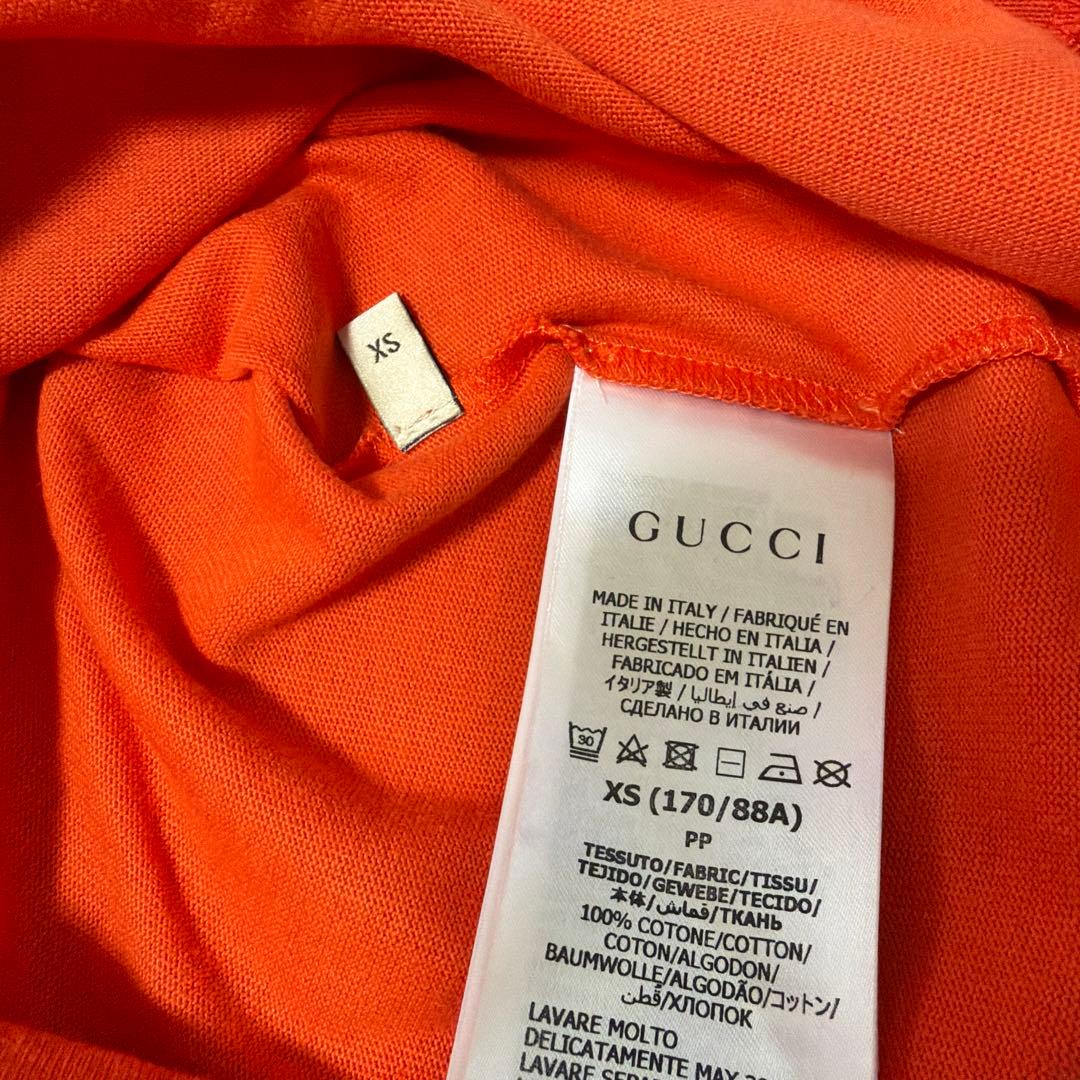 XS
GUCCI
MADE IN ITALY / FABRIQUÉ EN
ITALIE / HECHO EN ITALIA /
HERGESTELLT IN ITALIEN /
FABRICADO EM ITÁLIA /
イタリア製 / صنع في إيطاليا /
СДЕЛАНО В ИТАЛИИ
30
XS (170/88A)
PP
TESSUTO/FABRIC/TISSU/
TEJIDO/GEWEBE/TECIDO/
本体/قماش/ТКАНЬ
100% COTONE/COTTON/
COTON/ALGODON/
BAUMWOLLE/ALGODÃO/コットン/
قطن/ХЛОПОК
LAVARE MOLTO
DELICATAMENTE MAX
LAVARE